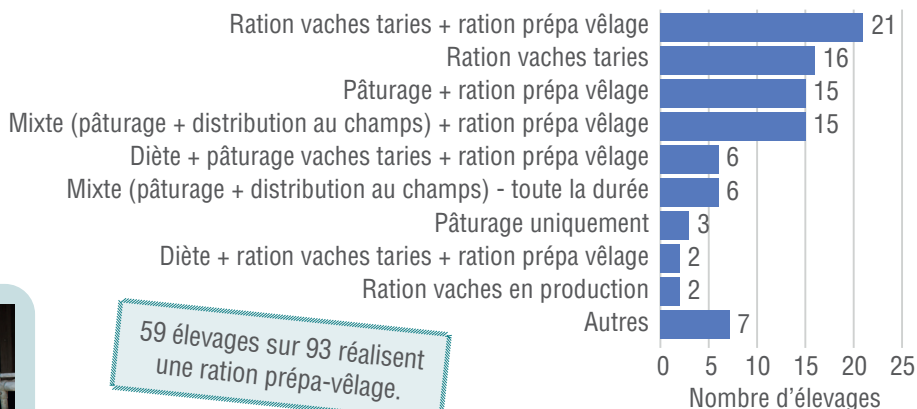 Ration vaches taries + ration prépa vêlage 21
Ration vaches taries 16
Pâturage + ration prépa vêlage 15
Mixte (pâturage + distribution au champs) + ration prépa vêlage 15
Diète + pâturage vaches taries + ration prépa vêlage 6
Mixte (pâturage + distribution au champs) - toute la durée 6
Pâturage uniquement 3
Diète + ration vaches taries + ration prépa vêlage 2
Ration vaches en production 2
Autres 7
0 5 10 15 20 25
Nombre d'élevages
59 élevages sur 93 réalisent
une ration prépa-vêlage.